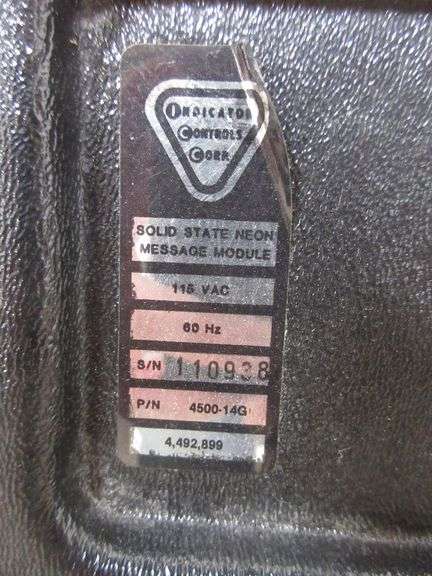 INDICATOR
CONTROLS
CORP.
SOLID STATE NEON
MESSAGE MODULE
115 VAC
60 Hz
S/N 110938
P/N 4500-14G
4,492,899